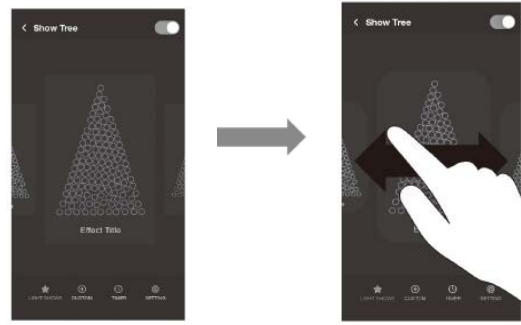 < Show Tree
Effect Title
LIGHT SHOWS CUSTOM TIMER SETTING
< Show Tree
E
LIGHT SHOWS CUSTOM TIMER SETTING